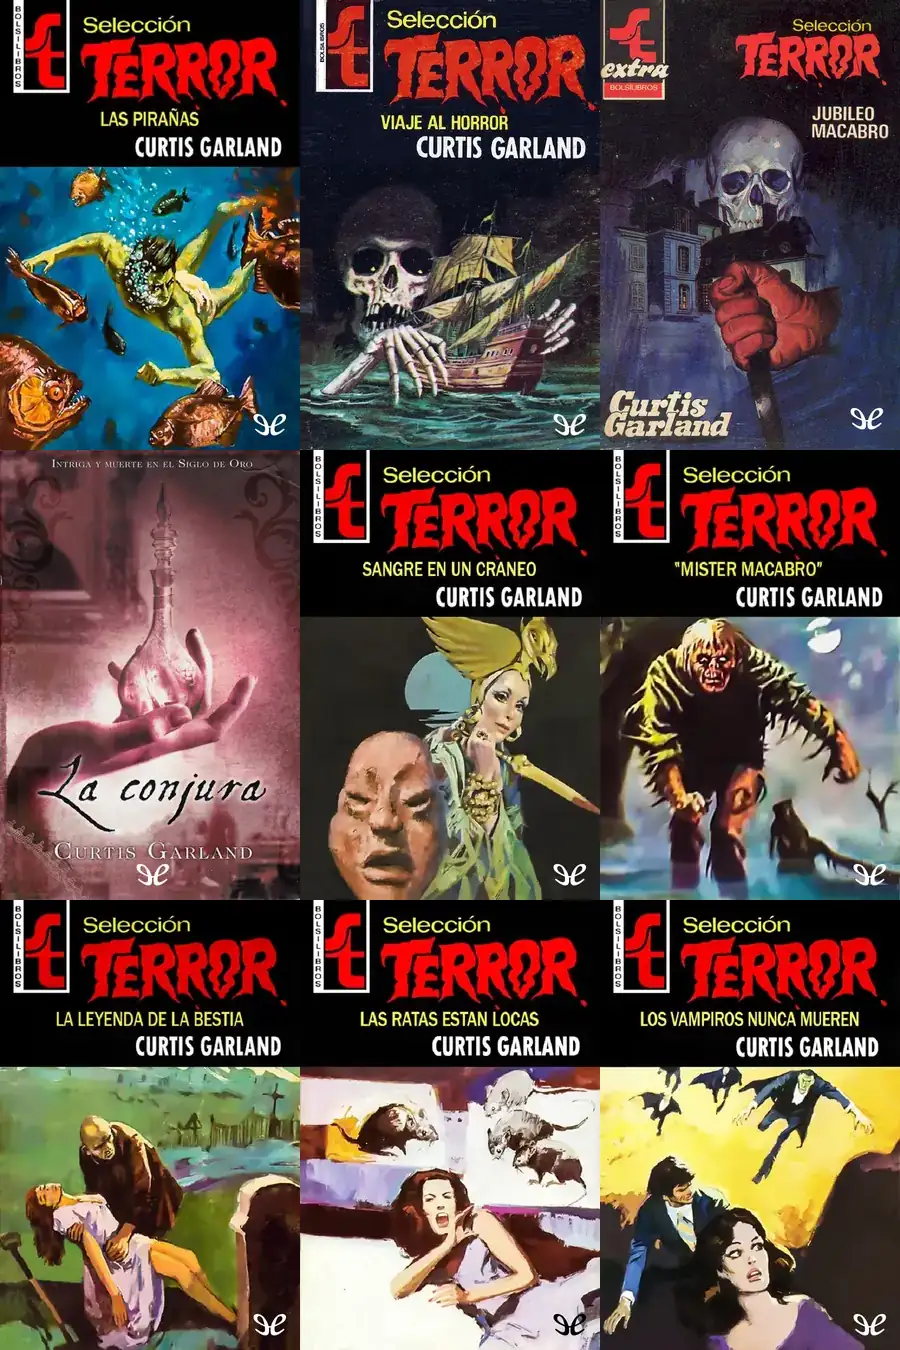 BOLSILIBROS
Selección
TERROR
LAS PIRAÑAS
CURTIS GARLAND
BOLSILIBROS
Selección
TERROR
VIAJE AL HORROR
CURTIS GARLAND
extra
BOLSILIBROS
Selección
TERROR
JUBILEO
MACABRO
Curtis
Garland
INTRIGA Y MUERTE EN EL SIGLO DE ORO
La conjura
CURTIS GARLAND
BOLSILIBROS
Selección
TERROR
SANGRE EN UN CRANEO
CURTIS GARLAND
BOLSILIBROS
Selección
TERROR
"MISTER MACABRO"
CURTIS GARLAND
BOLSILIBROS
Selección
TERROR
LA LEYENDA DE LA BESTIA
CURTIS GARLAND
BOLSILIBROS
Selección
TERROR
LAS RATAS ESTAN LOCAS
CURTIS GARLAND
BOLSILIBROS
Selección
TERROR
LOS VAMPIROS NUNCA MUEREN
CURTIS GARLAND